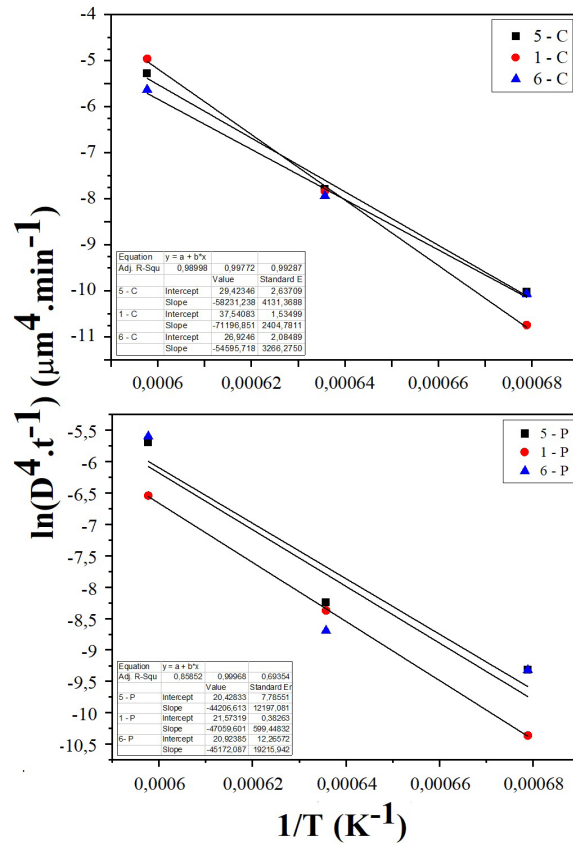 ln(D⁴.t⁻¹) (µm⁴.min⁻¹)
-4
-5
-6
-7
-8
-9
-10
-11
5 - C
1 - C
6 - C
Equation y = a + b*x
Adj. R-Squ 0,98998 0,99772 0,99287
Value Standard E
5 - C Intercept 29,42346 2,63709
Slope -58231,238 4131,3688
1 - C Intercept 37,54083 1,53499
Slope -71196,851 2404,7811
6 - C Intercept 26,9246 2,08489
Slope -54595,718 3266,2750
0,00060 0,00062 0,00064 0,00066 0,00068
-5,5
-6,0
-6,5
-7,0
-7,5
-8,0
-8,5
-9,0
-9,5
-10,0
-10,5
5 - P
1 - P
6 - P
Equation y = a + b*x
Adj. R-Squ 0,85852 0,99968 0,69354
Value Standard Er
5 - P Intercept 20,42833 7,78551
Slope -44206,613 12197,081
1 - P Intercept 21,57319 0,38263
Slope -47059,601 599,44832
6- P Intercept 20,92385 12,26572
Slope -45172,087 19215,942
0,00060 0,00062 0,00064 0,00066 0,00068
1/T (K⁻¹)